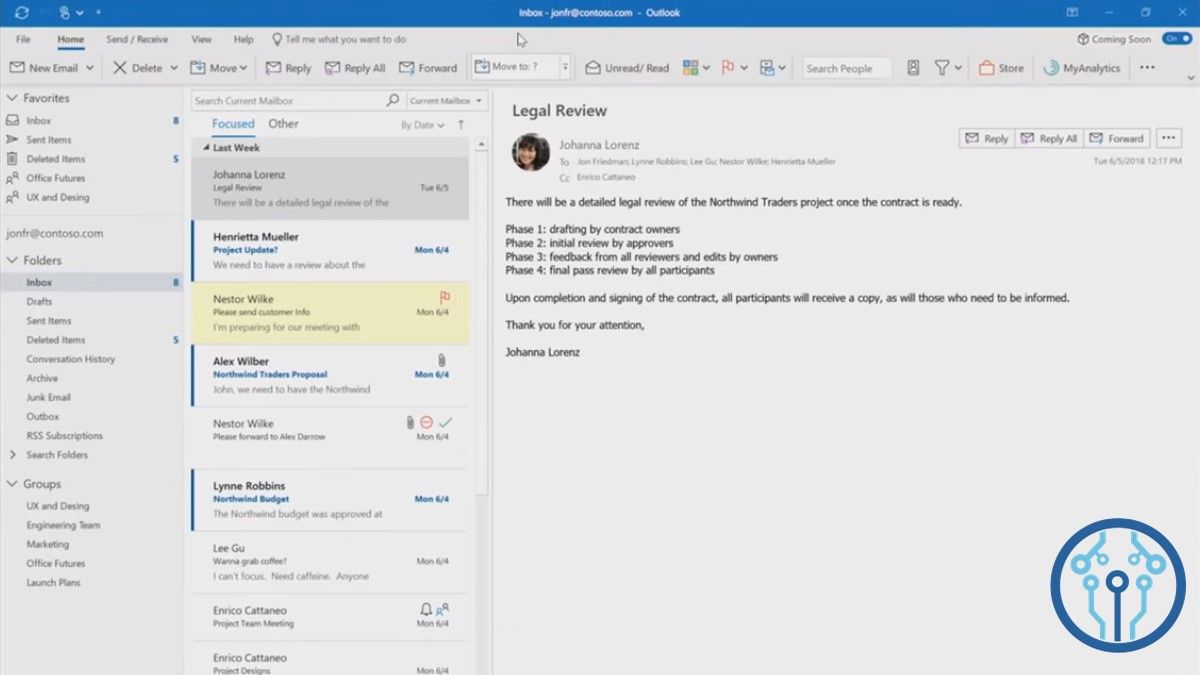 Inbox - jonfr@contoso.com - Outlook
File Home Send / Receive View Help Tell me what you want to do Coming Soon On
New Email Delete Move Reply Reply All Forward Move to: ? Unread/ Read Search People Store MyAnalytics
Favorites
Inbox 8
Sent Items
Deleted Items 5
Office Futures
UX and Desing
jonfr@contoso.com
Folders
Inbox 8
Drafts
Sent Items
Deleted Items 5
Conversation History
Archive
Junk Email
Outbox
RSS Subscriptions
Search Folders
Groups
UX and Desing
Engineering Team
Marketing
Office Futures
Launch Plans
Search Current Mailbox Current Mailbox
Focused Other By Date
Last Week
Johanna Lorenz
Legal Review Tue 6/5
There will be a detailed legal review of the
Henrietta Mueller
Project Update? Mon 6/4
We need to have a review about the
Nestor Wilke
Please send customer info Mon 6/4
I'm preparing for our meeting with
Alex Wilber
Northwind Traders Proposal Mon 6/4
John, we need to have the Northwind
Nestor Wilke
Please forward to Alex Darrow Mon 6/4
Lynne Robbins
Northwind Budget Mon 6/4
The Northwind budget was approved at
Lee Gu
Wanna grab coffee? Mon 6/4
I can't focus. Need caffeine. Anyone
Enrico Cattaneo
Project Team Meeting Mon 6/4
Enrico Cattaneo
Project Designs Mon 6/4
Legal Review
Johanna Lorenz
Reply Reply All Forward
To Jon Friedman; Lynne Robbins; Lee Gu; Nestor Wilke; Henrietta Mueller
Tue 6/5/2018 12:17 PM
Cc Enrico Cattaneo
There will be a detailed legal review of the Northwind Traders project once the contract is ready.
Phase 1: drafting by contract owners
Phase 2: initial review by approvers
Phase 3: feedback from all reviewers and edits by owners
Phase 4: final pass review by all participants
Upon completion and signing of the contract, all participants will receive a copy, as will those who need to be informed.
Thank you for your attention,
Johanna Lorenz